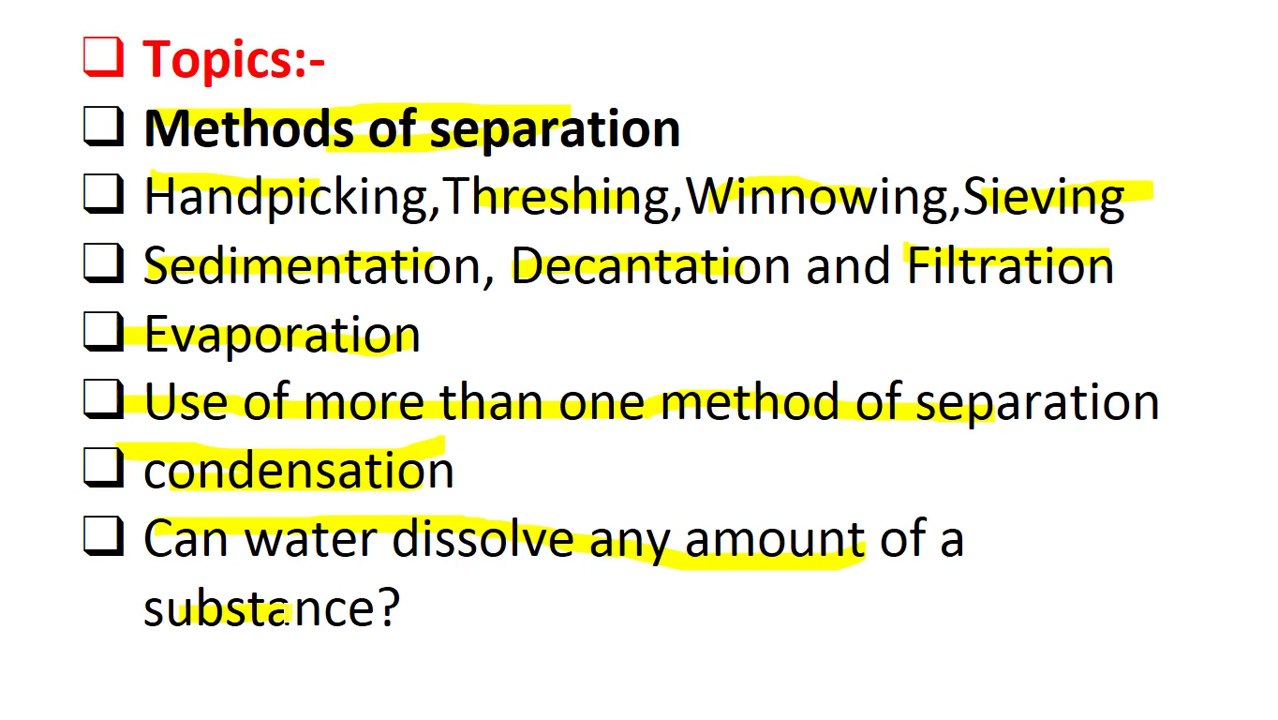 Topics:-
Methods of separation
Handpicking,Threshing,Winnowing,Sieving
Sedimentation, Decantation and Filtration
Evaporation
Use of more than one method of separation
condensation
Can water dissolve any amount of a
substance?